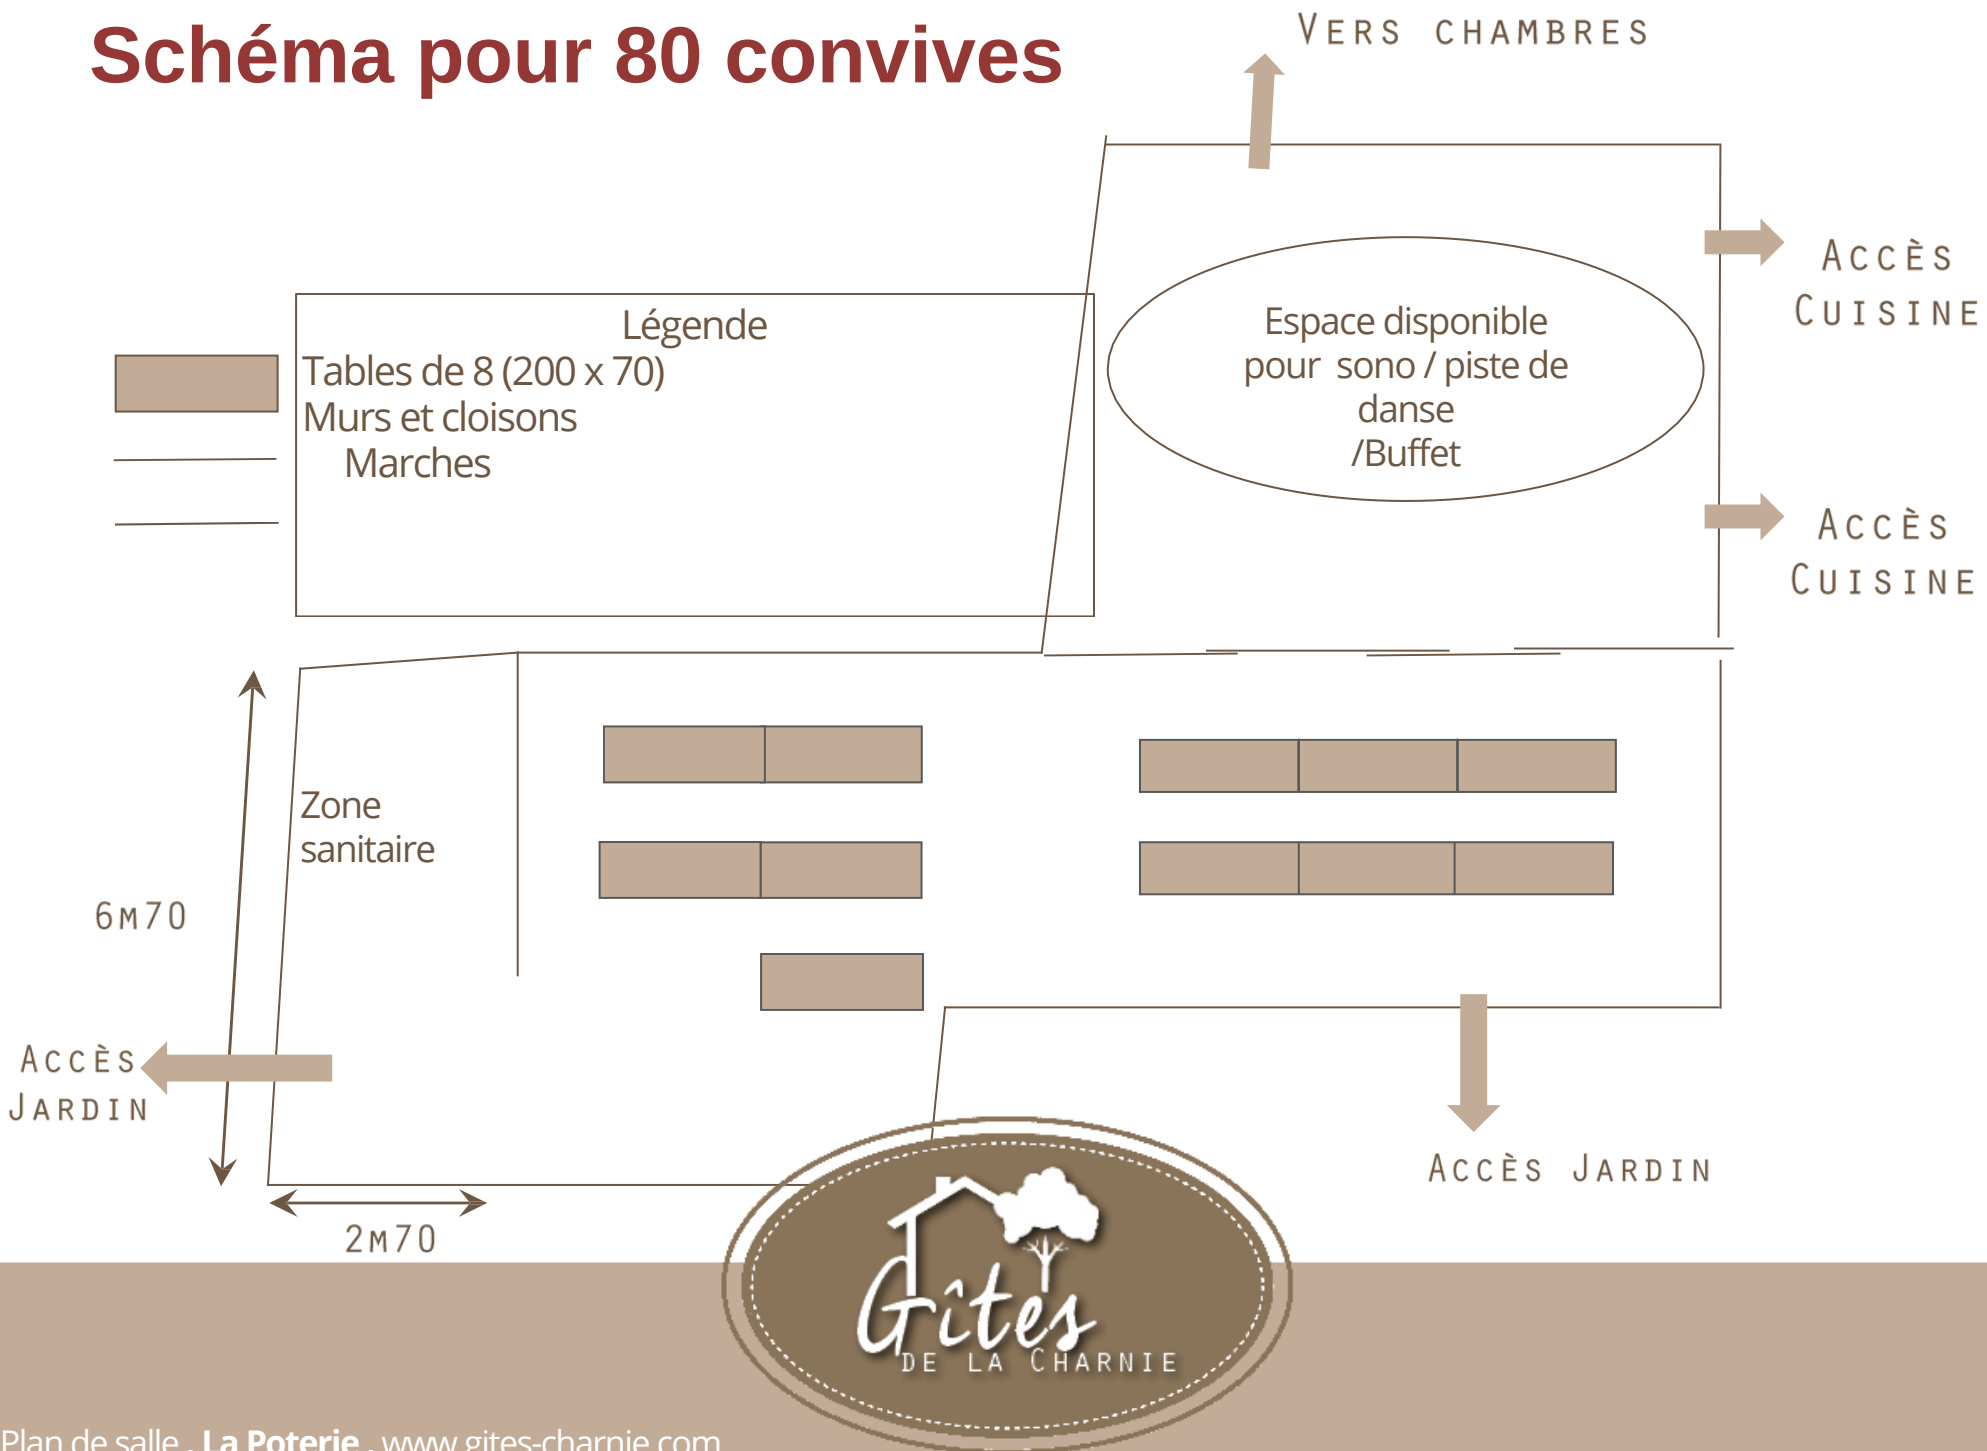 Schéma pour 80 convives
Vers chambres
Accès
Cuisine
Espace disponible
pour sono / piste de
danse
/Buffet
Légende
Tables de 8 (200 x 70)
Murs et cloisons
Marches
Accès
Cuisine
Zone
sanitaire
6m70
Accès
Jardin
Accès Jardin
2m70
Gîtes
de la Charnie
Plan de salle . La Poterie . www.gites-charnie.com